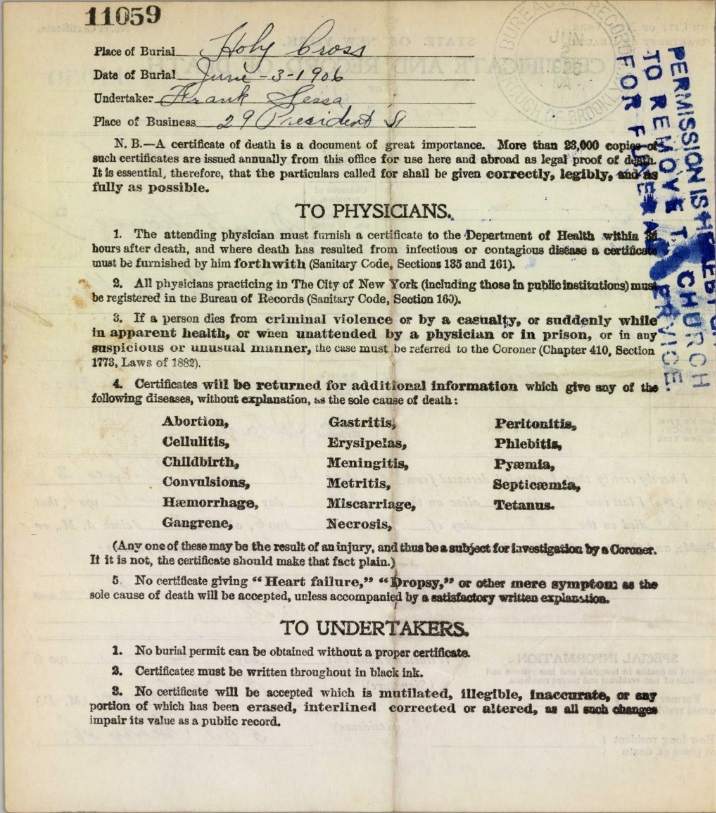 11059
Place of Burial Holy Cross
Date of Burial June-3-1906
Undertaker Frank Sessa
Place of Business 29 President St
BUREAU OF RECORDS
JUN
BOROUGH OF BROOKLYN
PERMISSION IS HEREBY
TO REMOVE T CHURCH
FOR FUNERAL SERVICE.
N. B.—A certificate of death is a document of great importance. More than 23,000 copies of
such certificates are issued annually from this office for use here and abroad as legal proof of death.
It is essential, therefore, that the particulars called for shall be given correctly, legibly, and as
fully as possible.
TO PHYSICIANS.
1. The attending physician must furnish a certificate to the Department of Health within 36
hours after death, and where death has resulted from infectious or contagious disease a certificate
must be furnished by him forthwith (Sanitary Code, Sections 135 and 161).
2. All physicians practicing in The City of New York (including those in public institutions) must
be registered in the Bureau of Records (Sanitary Code, Section 160).
3. If a person dies from criminal violence or by a casualty, or suddenly while
in apparent health, or when unattended by a physician or in prison, or in any
suspicious or unusual manner, the case must be referred to the Coroner (Chapter 410, Section
1773, Laws of 1882).
4. Certificates will be returned for additional information which give any of the
following diseases, without explanation, as the sole cause of death:
Abortion, Gastritis, Peritonitis,
Cellulitis, Erysipelas, Phlebitis,
Childbirth, Meningitis, Pyæmia,
Convulsions, Metritis, Septicæmia,
Hæmorrhage, Miscarriage, Tetanus.
Gangrene, Necrosis,
(Any one of these may be the result of an injury, and thus be a subject for investigation by a Coroner.
If it is not, the certificate should make that fact plain.)
5. No certificate giving “Heart failure,” “Dropsy,” or other mere symptom as the
sole cause of death will be accepted, unless accompanied by a satisfactory written explanation.
TO UNDERTAKERS.
1. No burial permit can be obtained without a proper certificate.
2. Certificates must be written throughout in black ink.
3. No certificate will be accepted which is mutilated, illegible, inaccurate, or any
portion of which has been erased, interlined corrected or altered, as all such changes
impair its value as a public record.